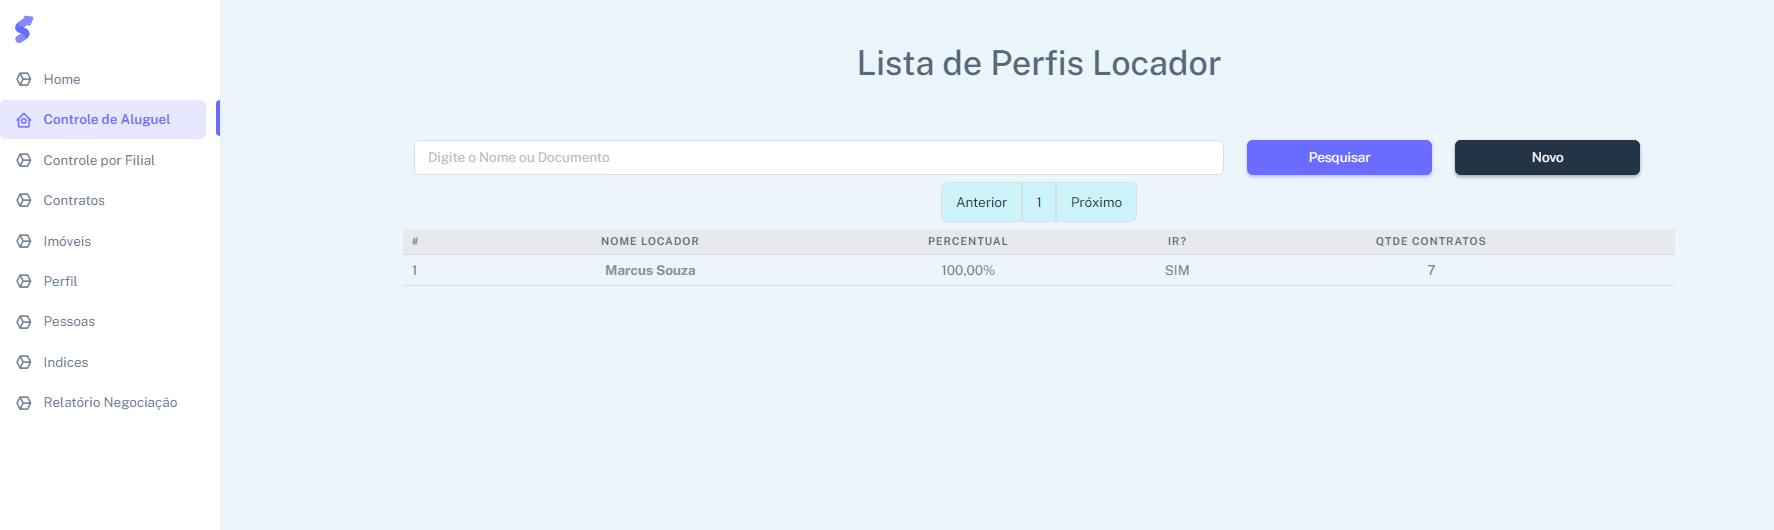 Home
Controle de Aluguel
Controle por Filial
Contratos
Imóveis
Perfil
Pessoas
Indices
Relatório Negociação
Lista de Perfis Locador
Digite o Nome ou Documento Pesquisar Novo
Anterior 1 Próximo
# NOME LOCADOR PERCENTUAL IR? QTDE CONTRATOS
1 Marcus Souza 100,00% SIM 7